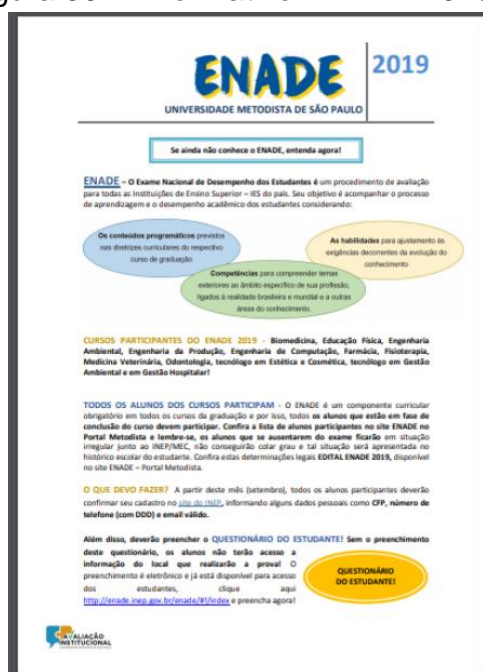 ENADE 2019
UNIVERSIDADE METODISTA DE SÃO PAULO
Se ainda não conhece o ENADE, entenda agora!
ENADE – O Exame Nacional de Desempenho dos Estudantes é um procedimento de avaliação
para todas as Instituições de Ensino Superior – IES do país. Seu objetivo é acompanhar o processo
de aprendizagem e o desempenho acadêmico dos estudantes considerando:
Os conteúdos programáticos previstos
nas diretrizes curriculares do respectivo
curso de graduação
As habilidades para ajustamento às
exigências decorrentes da evolução do
conhecimento
Competências para compreender temas
exteriores ao âmbito específico de sua profissão,
ligados à realidade brasileira e mundial e a outras
áreas do conhecimento.
CURSOS PARTICIPANTES DO ENADE 2019 - Biomedicina, Educação Física, Engenharia
Ambiental, Engenharia da Produção, Engenharia de Computação, Farmácia, Fisioterapia,
Medicina Veterinária, Odontologia, tecnólogo em Estética e Cosmética, tecnólogo em Gestão
Ambiental e em Gestão Hospitalar!
TODOS OS ALUNOS DOS CURSOS PARTICIPAM - O ENADE é um componente curricular
obrigatório em todos os cursos da graduação e por isso, todos os alunos que estão em fase de
conclusão do curso devem participar. Confira a lista de alunos participantes no site ENADE no
Portal Metodista e lembre-se, os alunos que se ausentarem do exame ficarão em situação
irregular junto ao INEP/MEC, não conseguirão colar grau e tal situação será apresentada no
histórico escolar do estudante. Confira estas determinações legais EDITAL ENADE 2019, disponível
no site ENADE – Portal Metodista.
O QUE DEVO FAZER? A partir deste mês (setembro), todos os alunos participantes deverão
confirmar seu cadastro no site do INEP, informando alguns dados pessoais como CFP, número de
telefone (com DDD) e email válido.
Além disso, deverão preencher o QUESTIONÁRIO DO ESTUDANTE! Sem o preenchimento
deste questionário, os alunos não terão acesso a
informação do local que realizarão a prova! O
preenchimento é eletrônico e já está disponível para acesso
dos estudantes, clique aqui
http://enade.inep.gov.br/enade/#!/index e preencha agora!
QUESTIONÁRIO
DO ESTUDANTE!
AVALIAÇÃO
INSTITUCIONAL